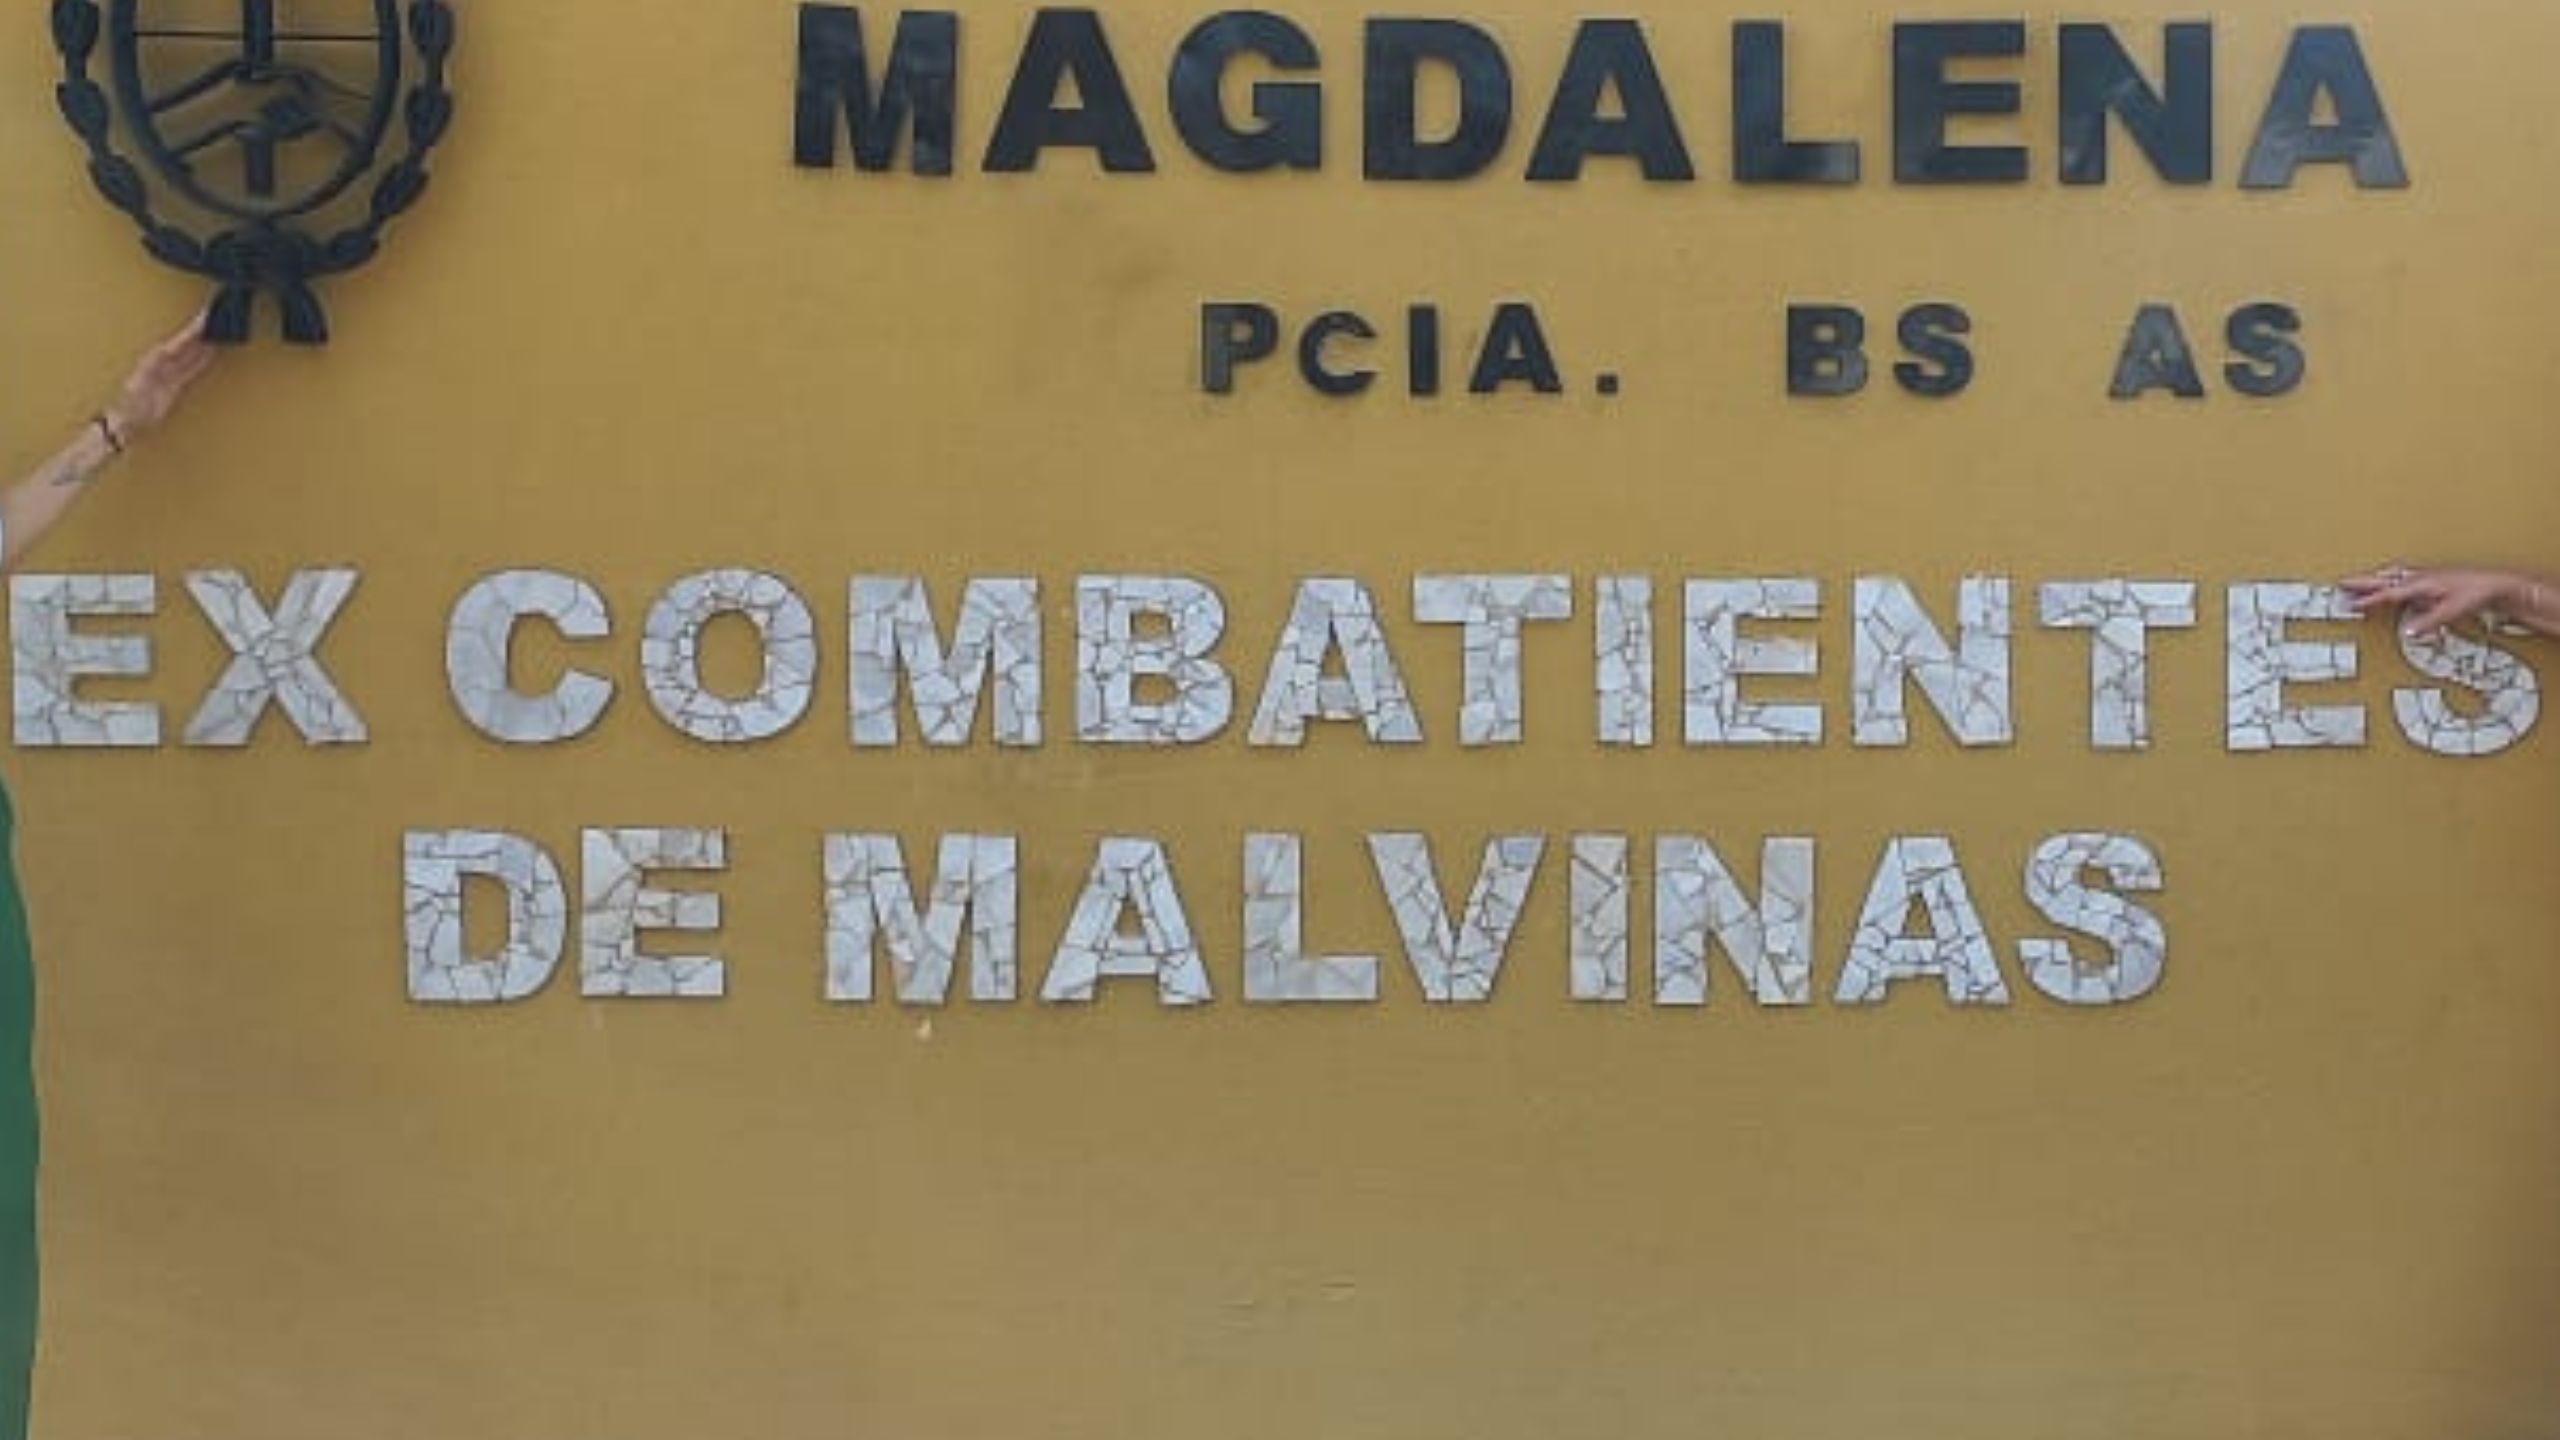 MAGDALENA
PCIA. BS AS
EX COMBATIENTES
DE MALVINAS